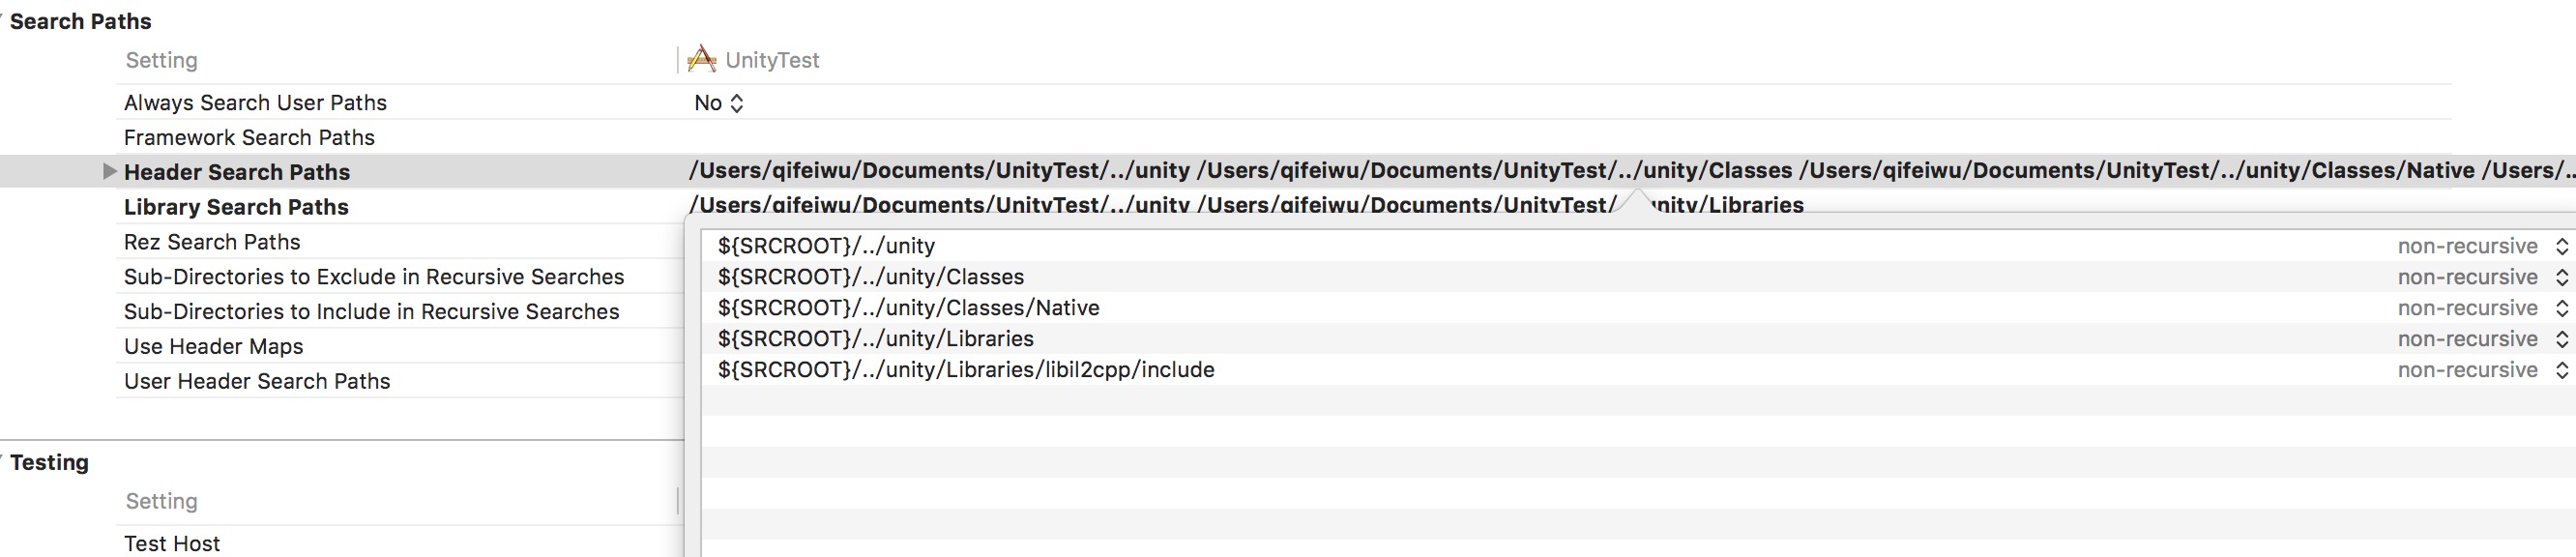 Search Paths
Setting UnityTest
Always Search User Paths No
Framework Search Paths
Header Search Paths /Users/qifeiwu/Documents/UnityTest/../unity /Users/qifeiwu/Documents/UnityTest/../unity/Classes /Users/qifeiwu/Documents/UnityTest/../unity/Classes/Native /Users/..
Library Search Paths /Users/qifeiwu/Documents/UnityTest/../unity /Users/qifeiwu/Documents/UnityTest/ unity/Libraries
Rez Search Paths
${SRCROOT}/../unity non-recursive
Sub-Directories to Exclude in Recursive Searches
${SRCROOT}/../unity/Classes non-recursive
Sub-Directories to Include in Recursive Searches
${SRCROOT}/../unity/Classes/Native non-recursive
Use Header Maps
${SRCROOT}/../unity/Libraries non-recursive
User Header Search Paths
${SRCROOT}/../unity/Libraries/libil2cpp/include non-recursive
Testing
Setting
Test Host